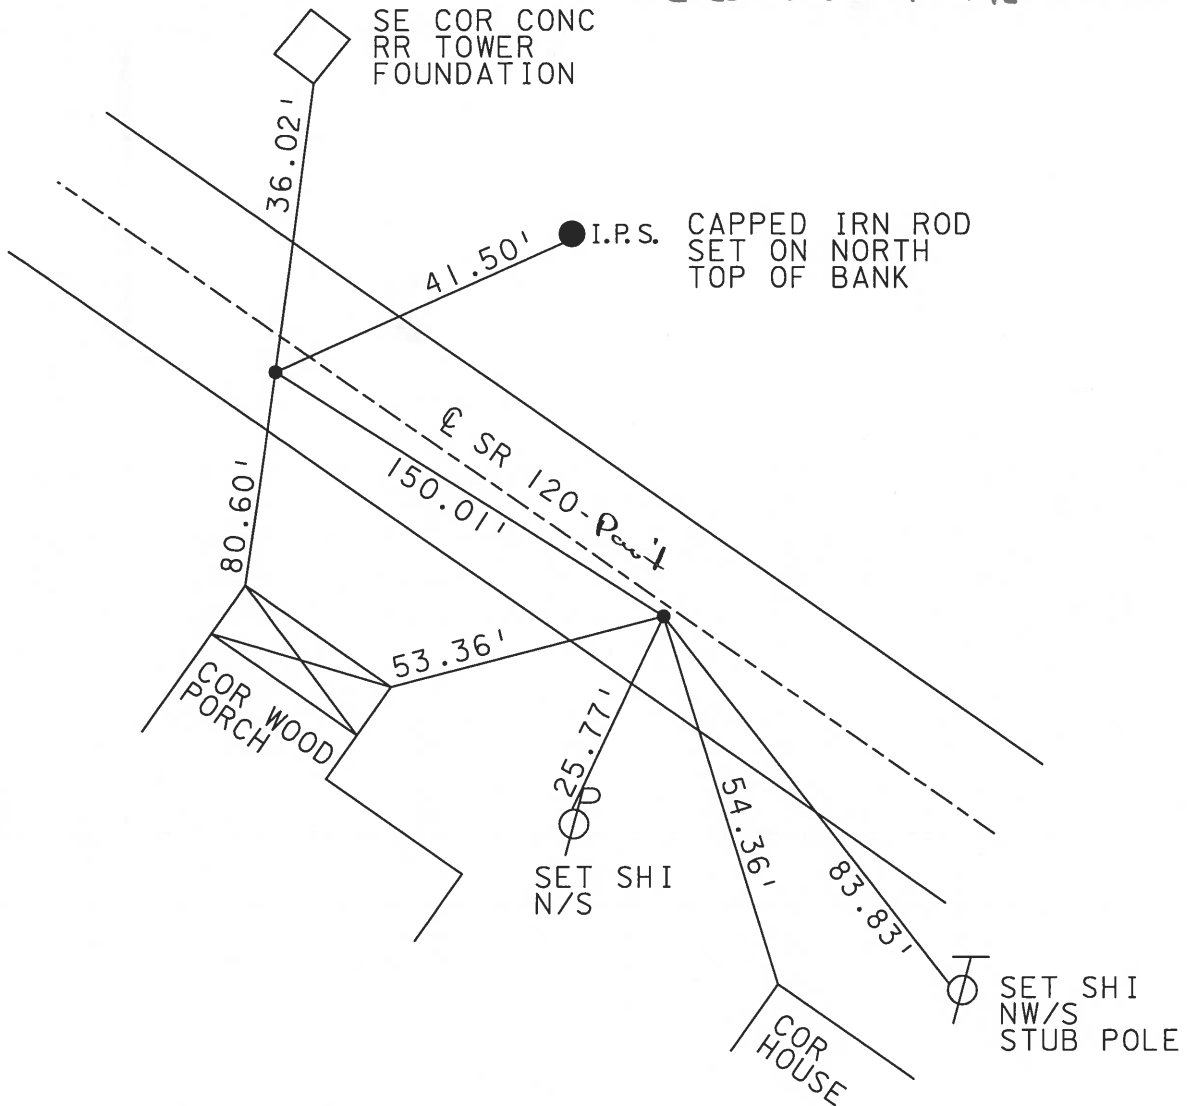 SE COR CONC
RR TOWER
FOUNDATION
36.02'
41.50'
I.P.S.
CAPPED IRN ROD
SET ON NORTH
TOP OF BANK
℄ SR 120-Pav't
150.01'
80.60'
53.36'
COR WOOD
PORCH
25.77'
SET SHI
N/S
54.36'
83.83'
SET SHI
NW/S
STUB POLE
COR
HOUSE